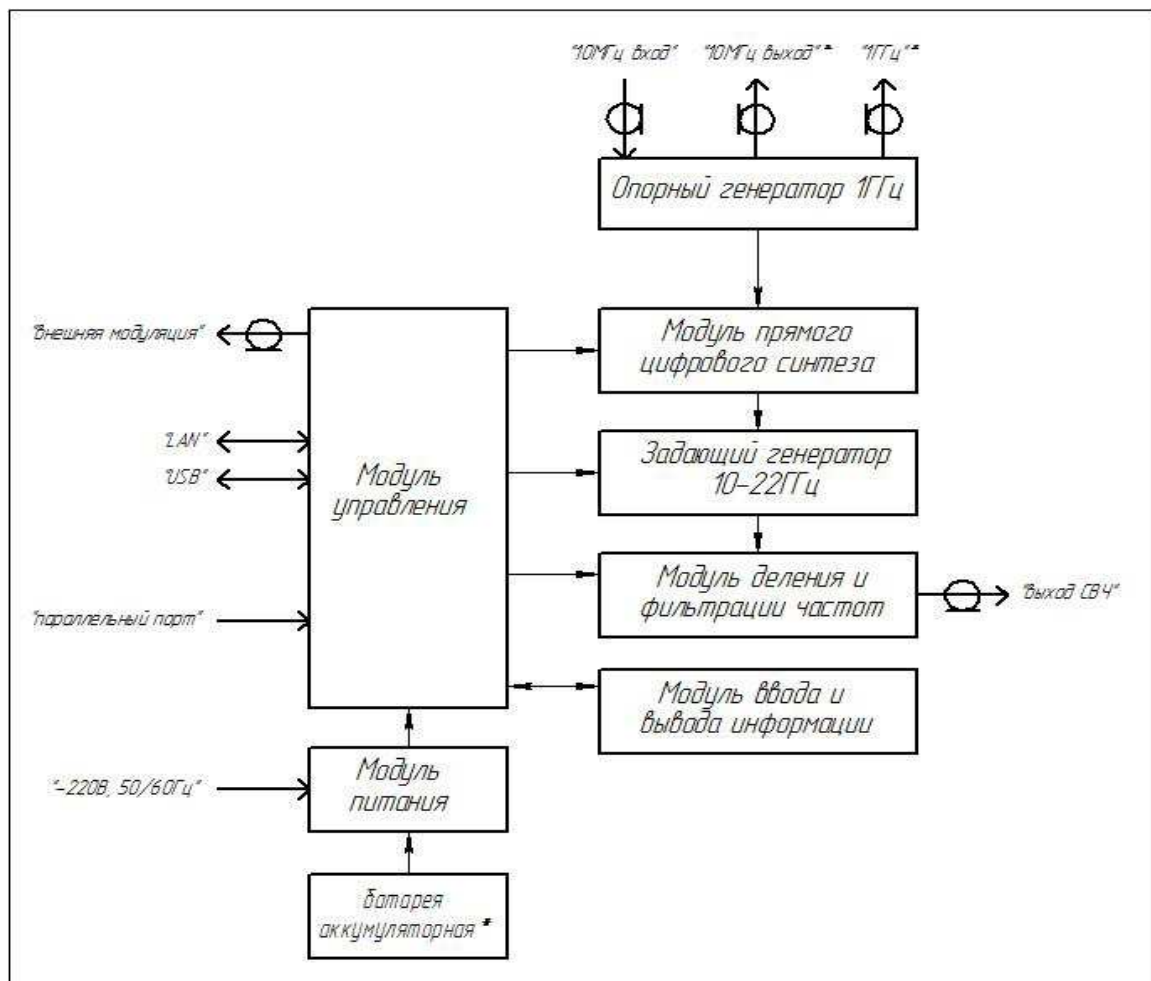 "10МГц вход" "10МГц выход"* "1ГГц"*
Опорный генератор 1ГГц
"внешняя модуляция"
Модуль прямого
цифрового синтеза
"LAN"
"USB"
Модуль
управления
Задающий генератор
10-22ГГц
Модуль деления и
фильтрации частот
"выход СВЧ"
"параллельный порт"
Модуль ввода и
вывода информации
"~220В, 50/60Гц"
Модуль
питания
батарея
аккумуляторная*